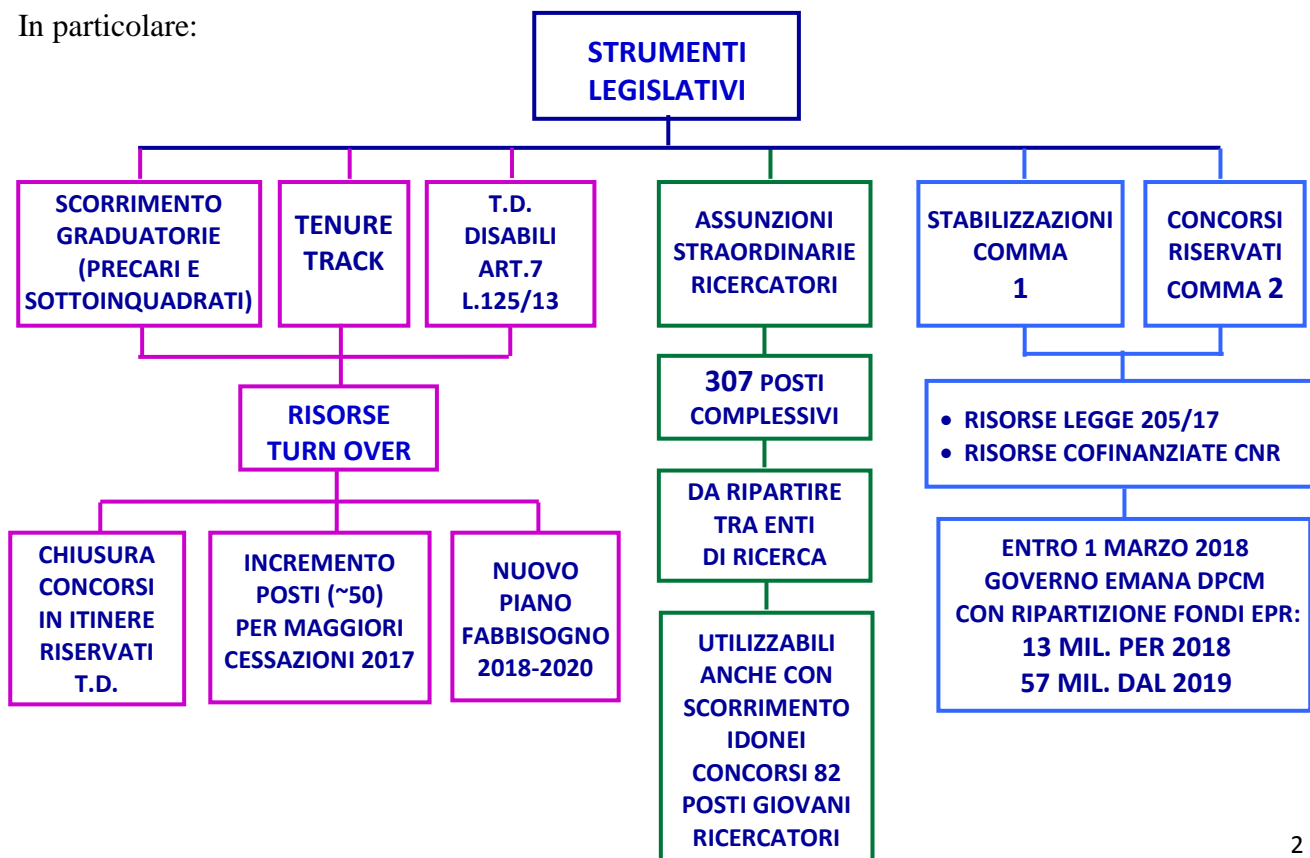 In particolare:
STRUMENTI
LEGISLATIVI
SCORRIMENTO
GRADUATORIE
(PRECARI E
SOTTOINQUADRATI)
TENURE
TRACK
T.D.
DISABILI
ART.7
L.125/13
ASSUNZIONI
STRAORDINARIE
RICERCATORI
STABILIZZAZIONI
COMMA
1
CONCORSI
RISERVATI
COMMA 2
RISORSE
TURN OVER
307 POSTI
COMPLESSIVI
• RISORSE LEGGE 205/17
• RISORSE COFINANZIATE CNR
CHIUSURA
CONCORSI
IN ITINERE
RISERVATI
T.D.
INCREMENTO
POSTI (~50)
PER MAGGIORI
CESSAZIONI 2017
NUOVO
PIANO
FABBISOGNO
2018-2020
DA RIPARTIRE
TRA ENTI
DI RICERCA
ENTRO 1 MARZO 2018
GOVERNO EMANA DPCM
CON RIPARTIZIONE FONDI EPR:
13 MIL. PER 2018
57 MIL. DAL 2019
UTILIZZABILI
ANCHE CON
SCORRIMENTO
IDONEI
CONCORSI 82
POSTI GIOVANI
RICERCATORI
2